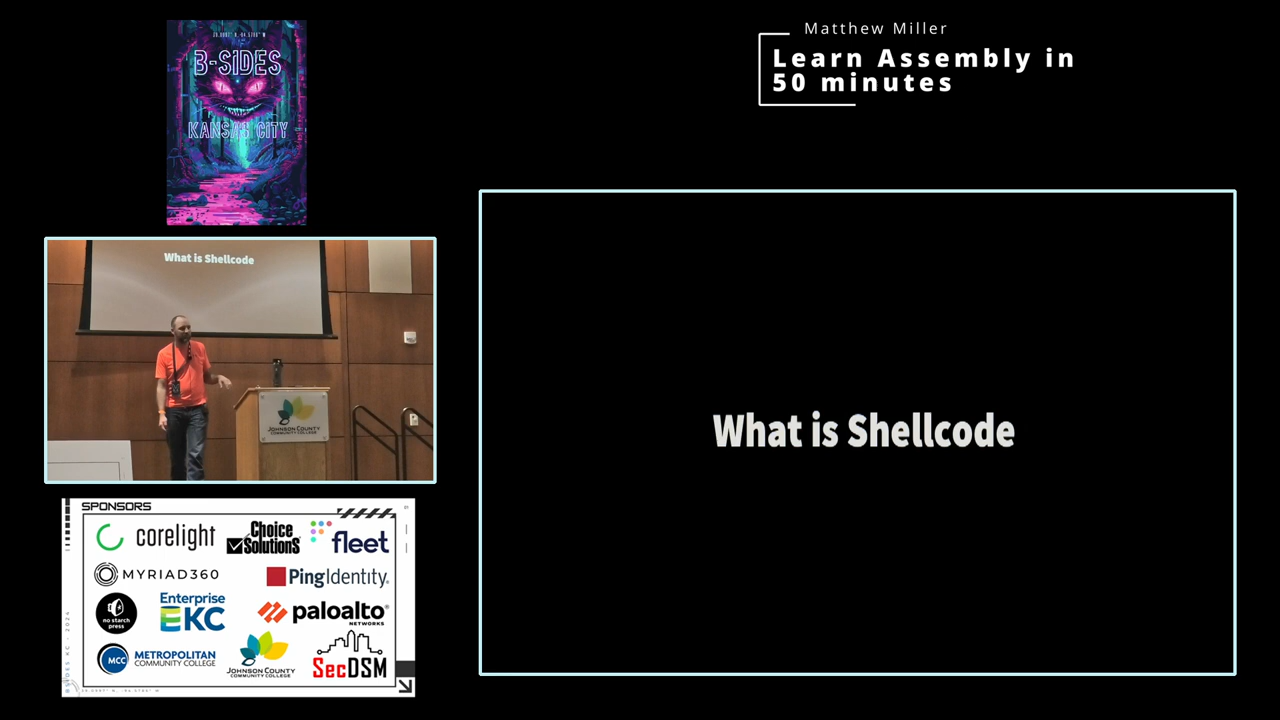 B-SIDES
KANSAS CITY
Matthew Miller
Learn Assembly in
50 minutes
What is Shellcode
JOHNSON COUNTY
COMMUNITY COLLEGE
What is Shellcode
SPONSORS
corelight
Choice
Solutions
fleet
MYRIAD360
PingIdentity.
no starch
press
Enterprise
EKC
paloalto
NETWORKS
MCC
METROPOLITAN
COMMUNITY COLLEGE
JOHNSON COUNTY
COMMUNITY COLLEGE
SecDSM